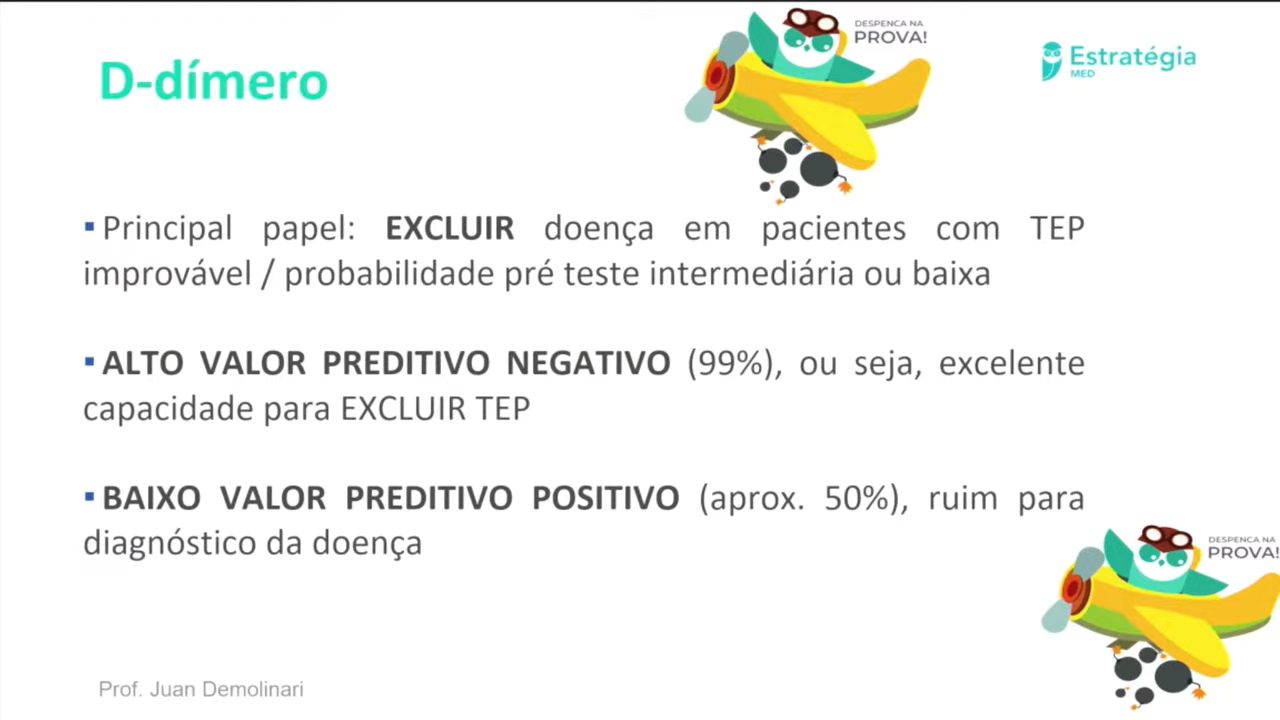 DESPENCA NA
PROVA!
D-dímero
Estratégia
MED
▪ Principal papel: EXCLUIR doença em pacientes com TEP
improvável / probabilidade pré teste intermediária ou baixa
▪ ALTO VALOR PREDITIVO NEGATIVO (99%), ou seja, excelente
capacidade para EXCLUIR TEP
▪ BAIXO VALOR PREDITIVO POSITIVO (aprox. 50%), ruim para
diagnóstico da doença
DESPENCA NA
PROVA!
Prof. Juan Demolinari